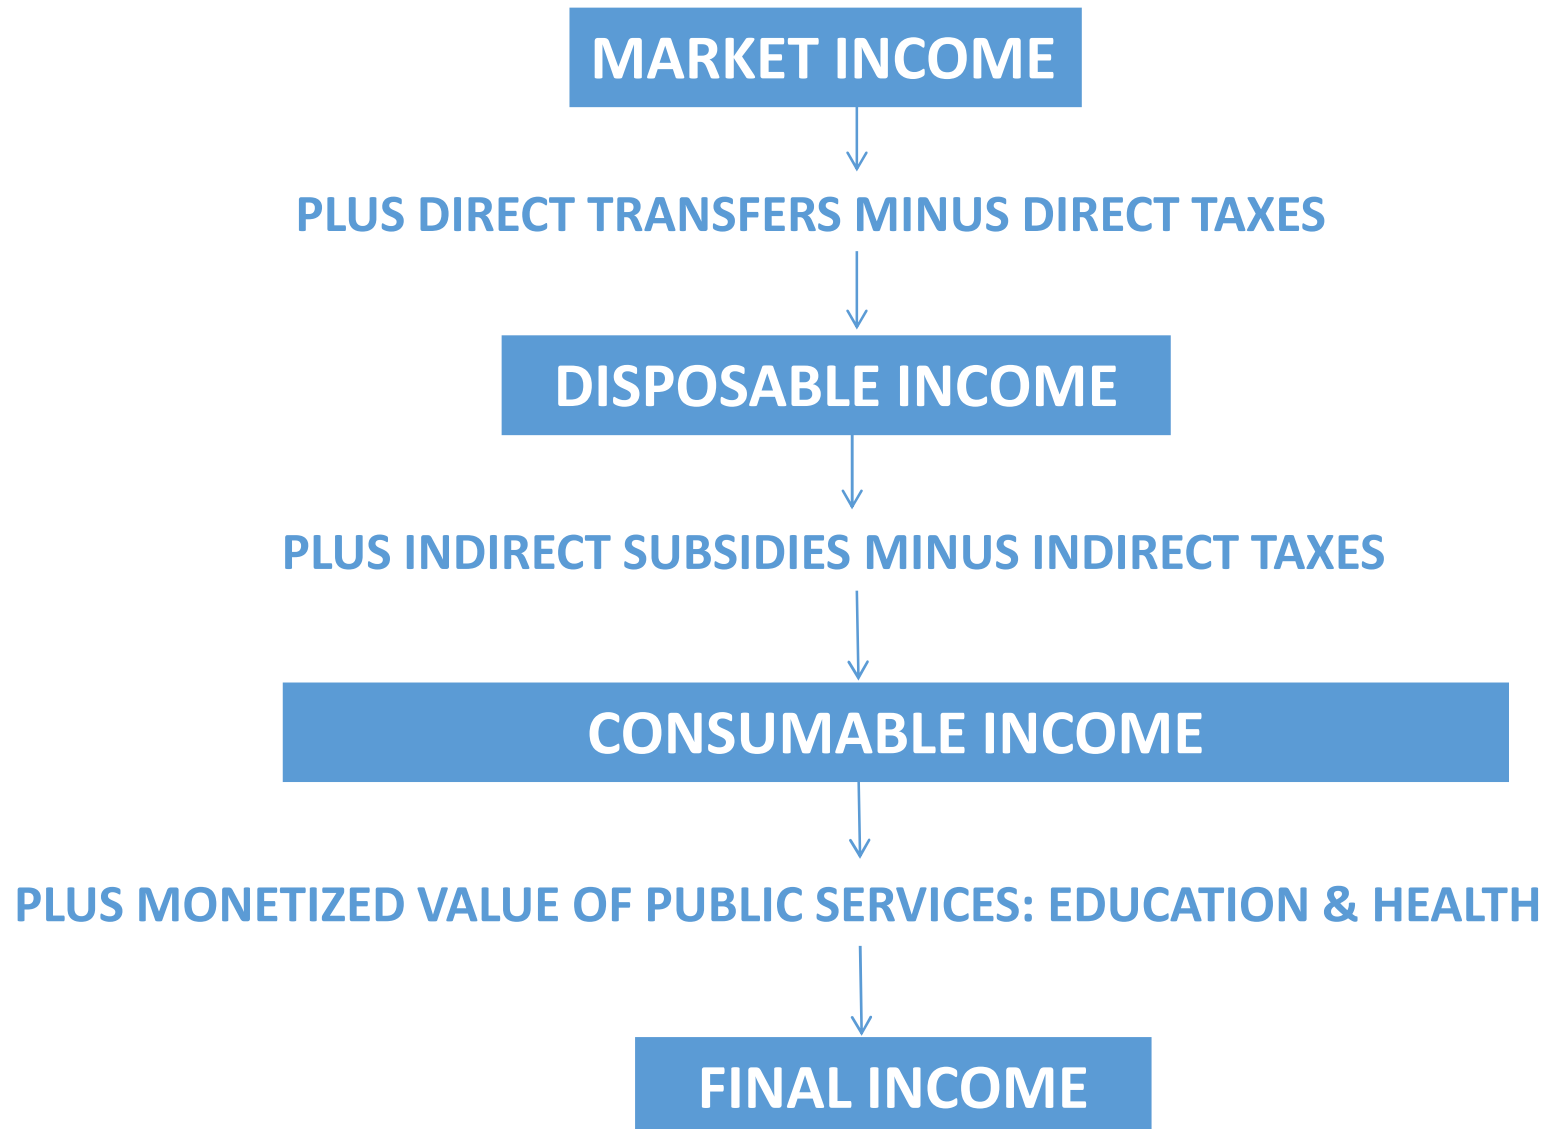 MARKET INCOME
PLUS DIRECT TRANSFERS MINUS DIRECT TAXES
DISPOSABLE INCOME
PLUS INDIRECT SUBSIDIES MINUS INDIRECT TAXES
CONSUMABLE INCOME
PLUS MONETIZED VALUE OF PUBLIC SERVICES: EDUCATION & HEALTH
FINAL INCOME